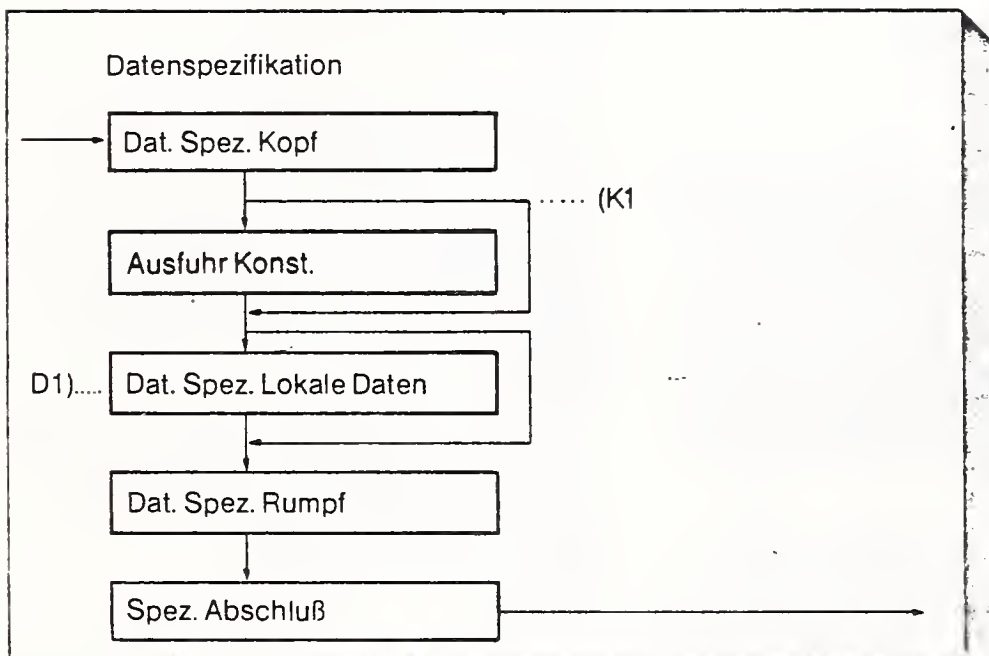 Datenspezifikation
Dat. Spez. Kopf
..... (K1
Ausfuhr Konst.
D1)..... Dat. Spez. Lokale Daten
Dat. Spez. Rumpf
Spez. Abschluß